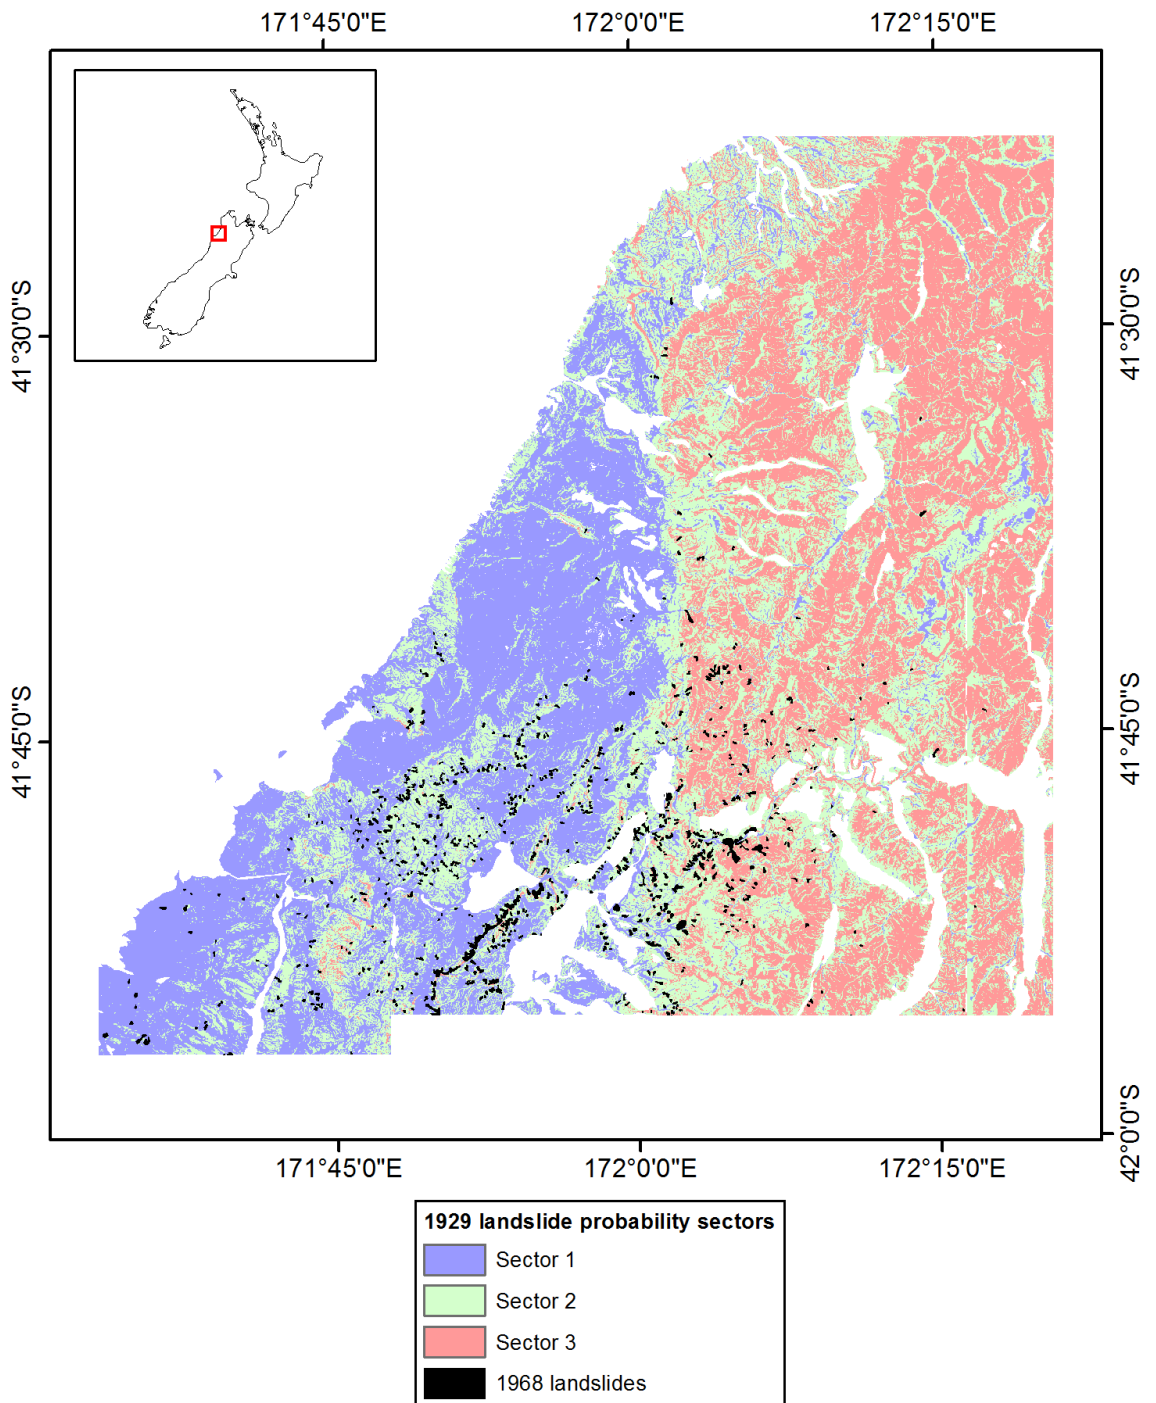 171°45'0"E 172°0'0"E 172°15'0"E
41°30'0"S 41°30'0"S
41°45'0"S 41°45'0"S
42°0'0"S
171°45'0"E 172°0'0"E 172°15'0"E
1929 landslide probability sectors
Sector 1
Sector 2
Sector 3
1968 landslides